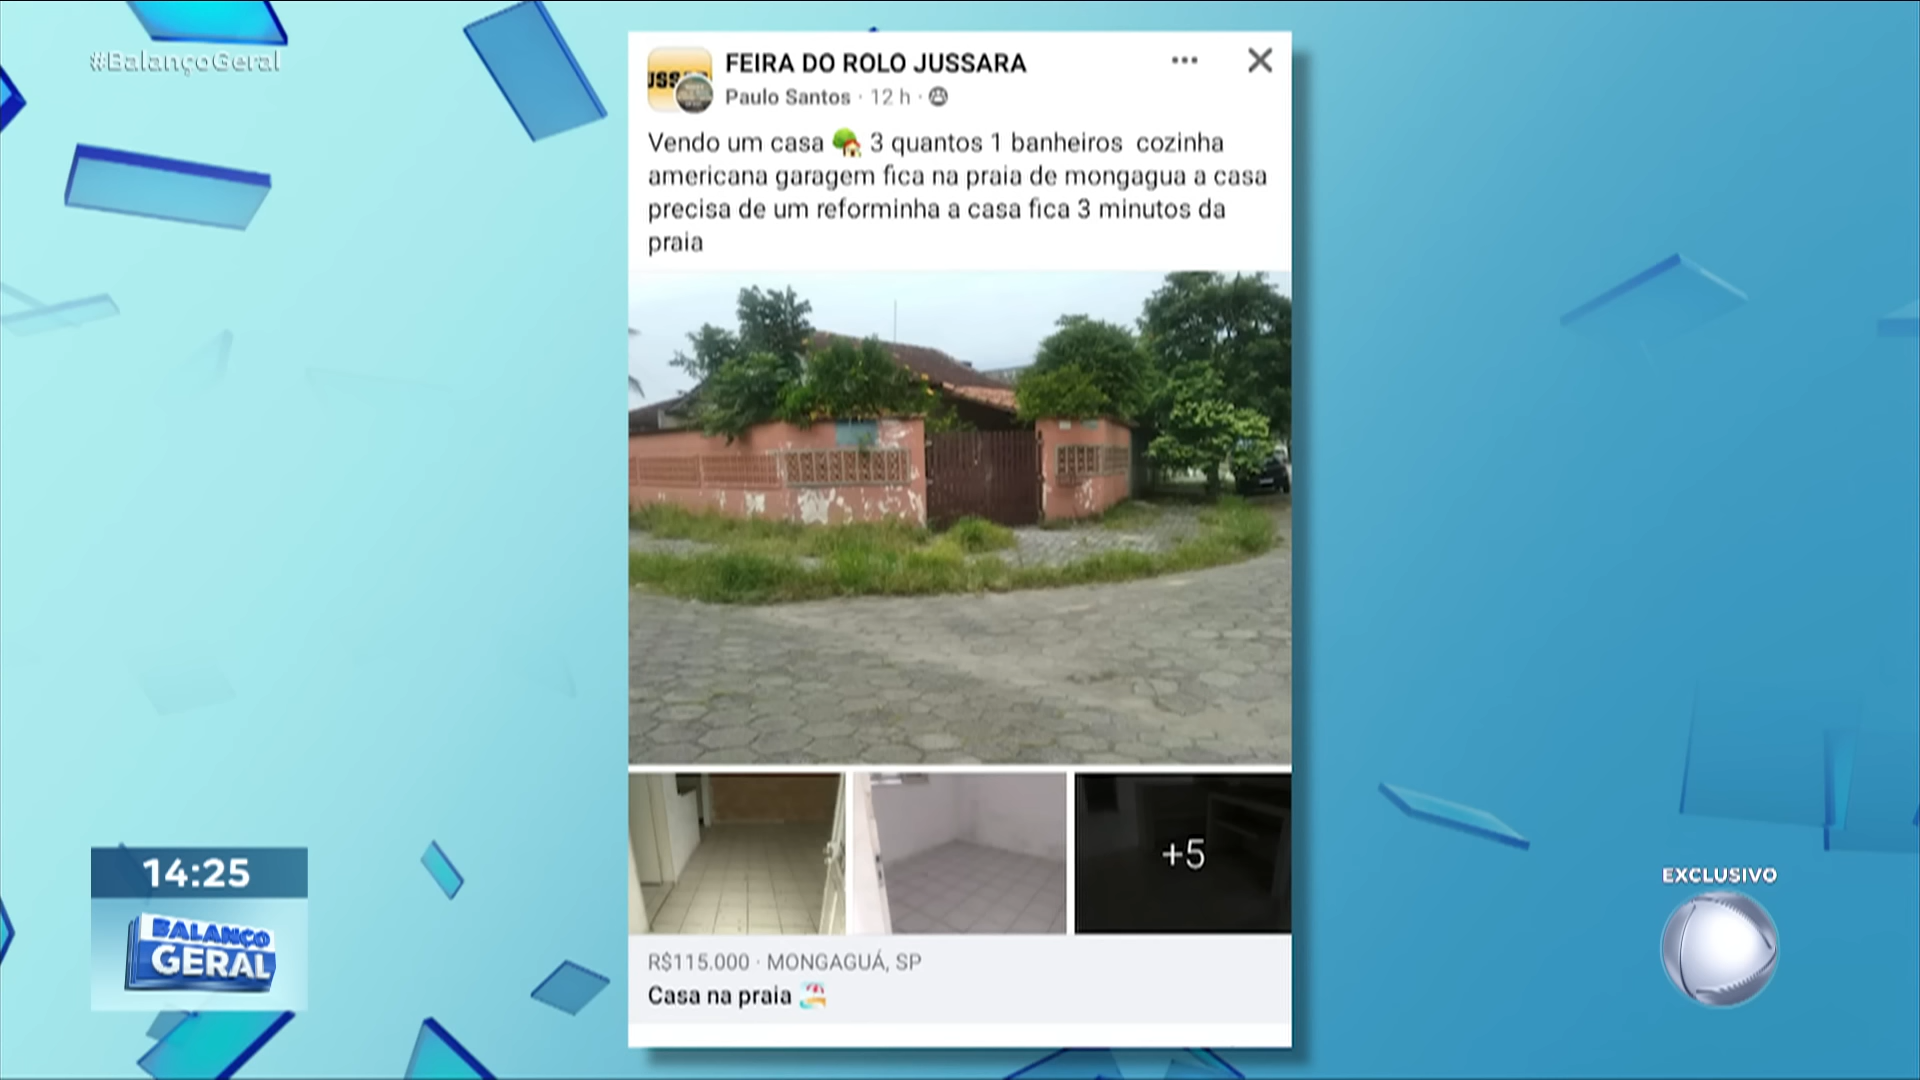 #BalançoGeral
FEIRA DO ROLO JUSSARA
Paulo Santos · 12 h ·
Vendo um casa 3 quantos 1 banheiros cozinha
americana garagem fica na praia de mongagua a casa
precisa de um reforminha a casa fica 3 minutos da
praia
+5
R$115.000 · MONGAGUÁ, SP
Casa na praia
14:25
BALANÇO
GERAL
EXCLUSIVO